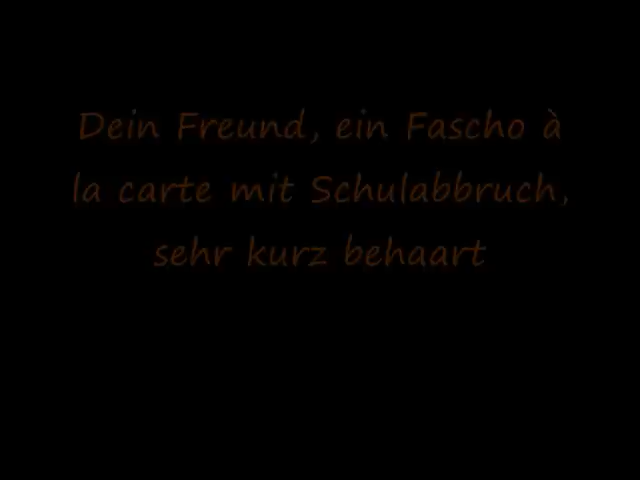 Dein Freund, ein Fascho à
la carte mit Schulabbruch,
sehr kurz behaart